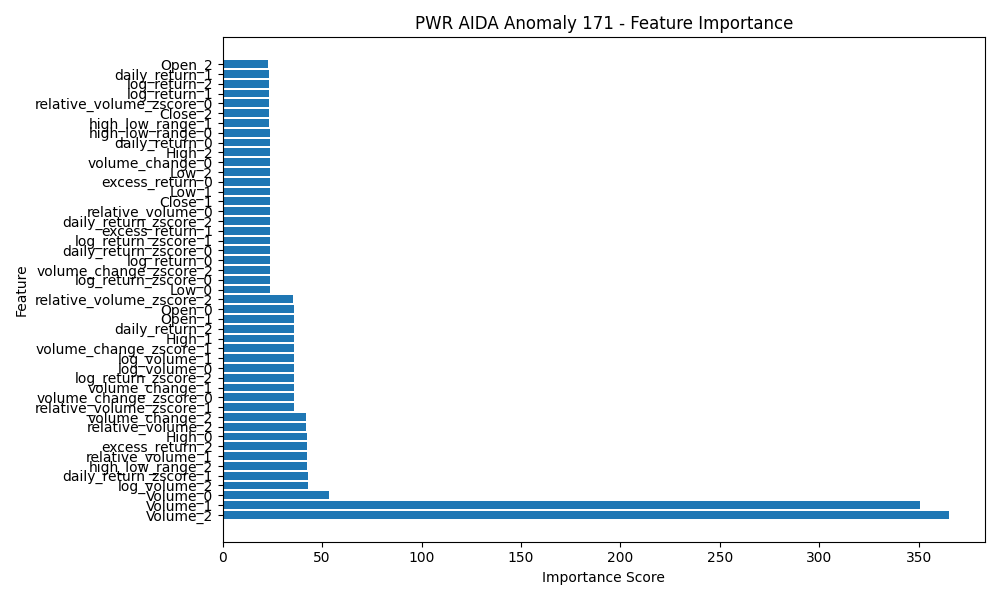 PWR AIDA Anomaly 171 - Feature Importance
Feature
Open_2
daily_return_1
log_return_2
log_return_1
relative_volume_zscore_0
Close_2
high_low_range_1
high_low_range_0
daily_return_0
High_2
volume_change_0
Low_2
excess_return_0
Low_1
Close_1
relative_volume_0
daily_return_zscore_2
excess_return_1
log_return_zscore_1
daily_return_zscore_0
log_return_0
volume_change_zscore_2
log_return_zscore_0
Low_0
relative_volume_zscore_2
Open_0
Open_1
daily_return_2
High_1
volume_change_zscore_1
log_volume_1
log_volume_0
log_return_zscore_2
volume_change_1
volume_change_zscore_0
relative_volume_zscore_1
volume_change_2
relative_volume_2
High_0
excess_return_2
relative_volume_1
high_low_range_2
daily_return_zscore_1
log_volume_2
Volume_0
Volume_1
Volume_2
0 50 100 150 200 250 300 350
Importance Score